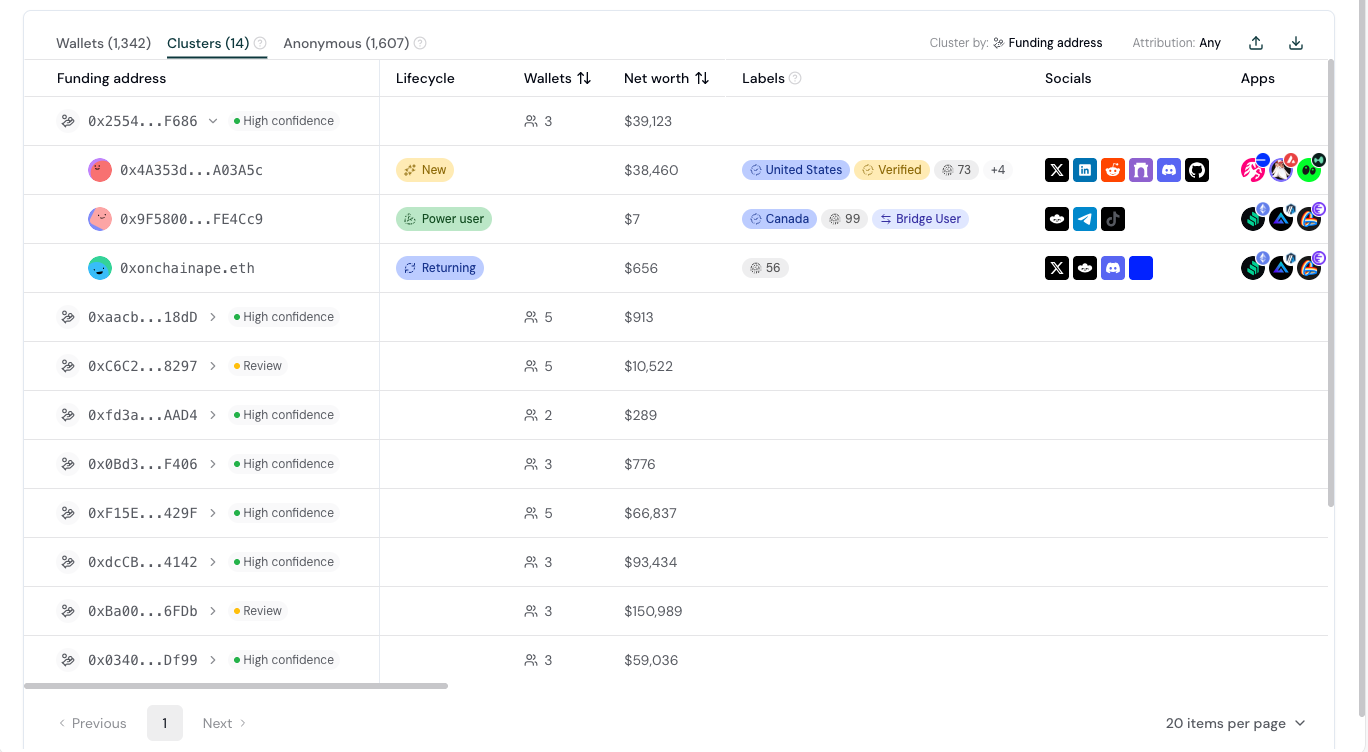 Wallets (1,342) Clusters (14) Anonymous (1,607) Cluster by: Funding address Attribution: Any
Funding address Lifecycle Wallets Net worth Labels Socials Apps
0x2554...F686 High confidence 3 $39,123
0x4A353d...A03A5c New $38,460 United States Verified 73 +4
0x9F5800...FE4Cc9 Power user $7 Canada 99 Bridge User
0xonchainape.eth Returning $656 56
0xaacb...18dD High confidence 5 $913
0xC6C2...8297 Review 5 $10,522
0xfd3a...AAD4 High confidence 2 $289
0x0Bd3...F406 High confidence 3 $776
0xF15E...429F High confidence 5 $66,837
0xdcCB...4142 High confidence 3 $93,434
0xBa00...6FDb Review 3 $150,989
0x0340...Df99 High confidence 3 $59,036
Previous 1 Next 20 items per page